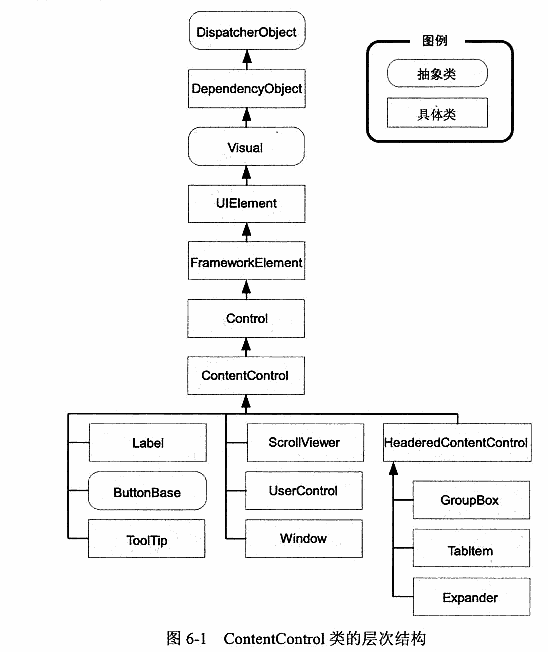 DispatcherObject
图例
抽象类
具体类
DependencyObject
Visual
UIElement
FrameworkElement
Control
ContentControl
Label
ScrollViewer
HeaderedContentControl
ButtonBase
UserControl
GroupBox
ToolTip
Window
TabItem
Expander
图 6-1 ContentControl 类的层次结构